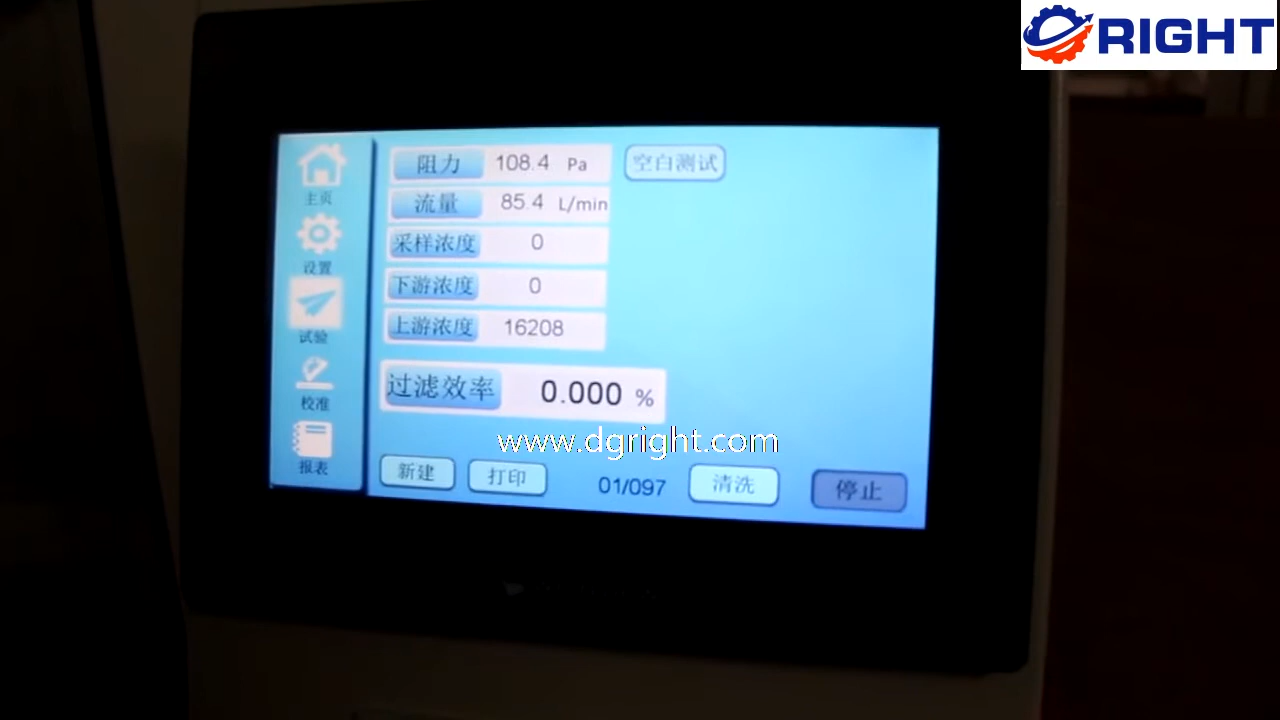 RIGHT
主页
设置
试验
校准
报表
阻力 108.4 Pa 空白测试
流量 85.4 L/min
采样浓度 0
下游浓度 0
上游浓度 16208
过滤效率 0.000 %
www.dgright.com
新建 打印 01/097 清洗 停止